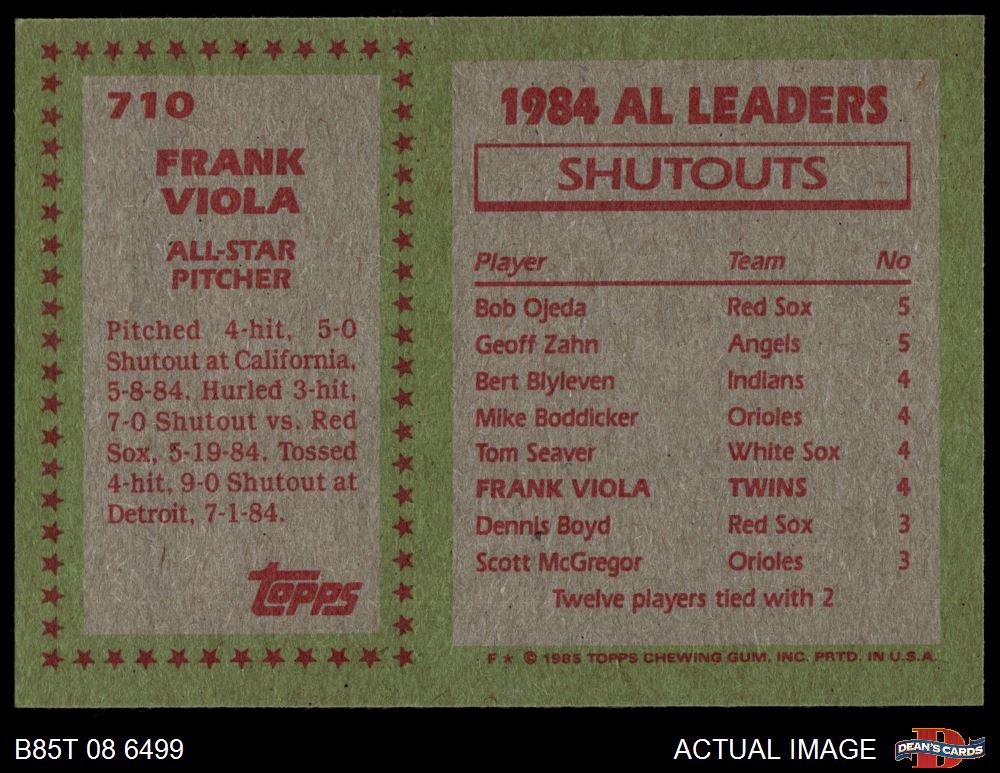 710
FRANK
VIOLA
ALL-STAR
PITCHER
Pitched 4-hit, 5-0
Shutout at California,
5-8-84. Hurled 3-hit,
7-0 Shutout vs. Red
Sox, 5-19-84. Tossed
4-hit, 9-0 Shutout at
Detroit, 7-1-84.
Topps
1984 AL LEADERS
SHUTOUTS
Player Team No
Bob Ojeda Red Sox 5
Geoff Zahn Angels 5
Bert Blyleven Indians 4
Mike Boddicker Orioles 4
Tom Seaver White Sox 4
FRANK VIOLA TWINS 4
Dennis Boyd Red Sox 3
Scott McGregor Orioles 3
Twelve players tied with 2
F ★ © 1985 TOPPS CHEWING GUM, INC. PRTD. IN U.S.A.
B85T 08 6499
ACTUAL IMAGE
D
DEAN'S CARDS